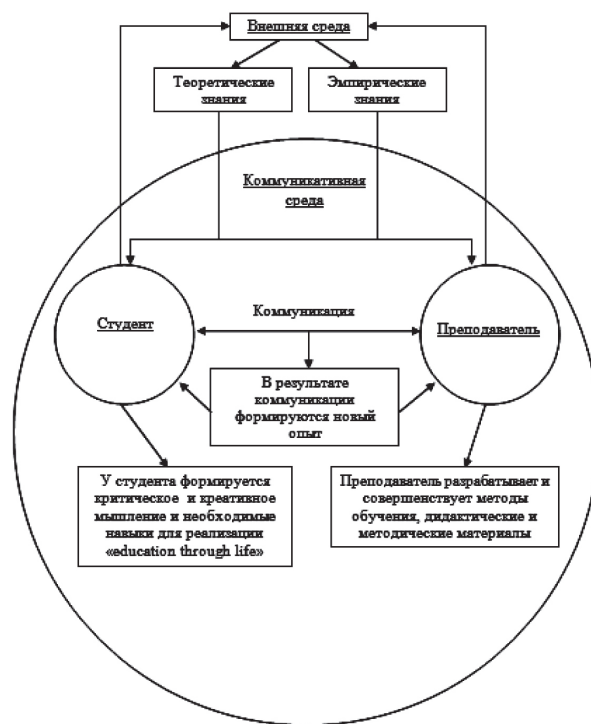 Внешняя среда
Теоретические
знания
Эмпирические
знания
Коммуникативная
среда
Студент
Коммуникация
Преподаватель
В результате
коммуникации
формируются новый
опыт
У студента формируется
критическое и креативное
мышление и необходимые
навыки для реализации
«education through life»
Преподаватель разрабатывает и
совершенствует методы
обучения, дидактические и
методические материалы